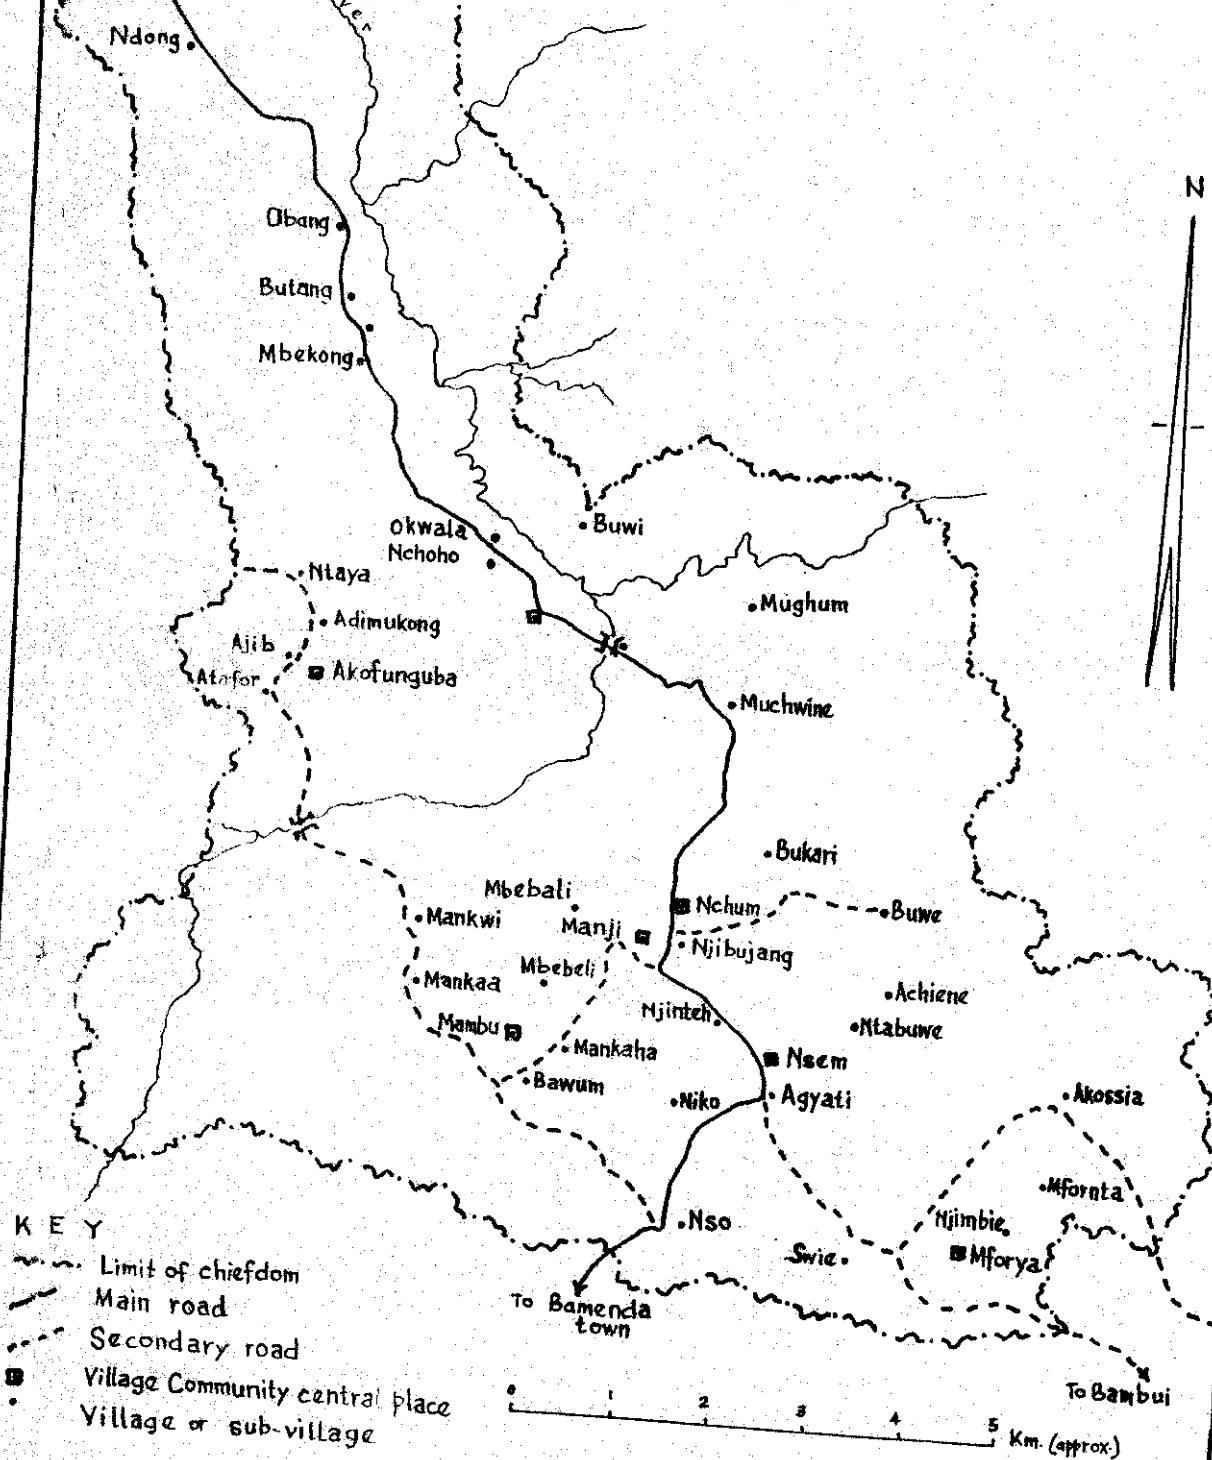 Ndong
ver
N
Obang
Butang
Mbekong
Okwala
Nchoho
Buwi
Ntaya
Adimukong
Mughum
Ajib
Akofunguba
Atafor
Muchwine
Bukari
Mbebali
Nchum
Buwe
Mankwi
Manji
Njibujang
Mbebeli
Mankaa
Achiene
Njinteh
Ntabuwe
Mambu
Mankaha
Nsem
Bawum
Niko
Agyati
Akossia
Mfornta
Nso
Njimbie
Swie
Mforya
KEY
Limit of chiefdom
Main road
Secondary road
Village Community central place
Village or sub-village
To Bamenda
town
To Bambui
0 1 2 3 4 5 Km. (approx.)